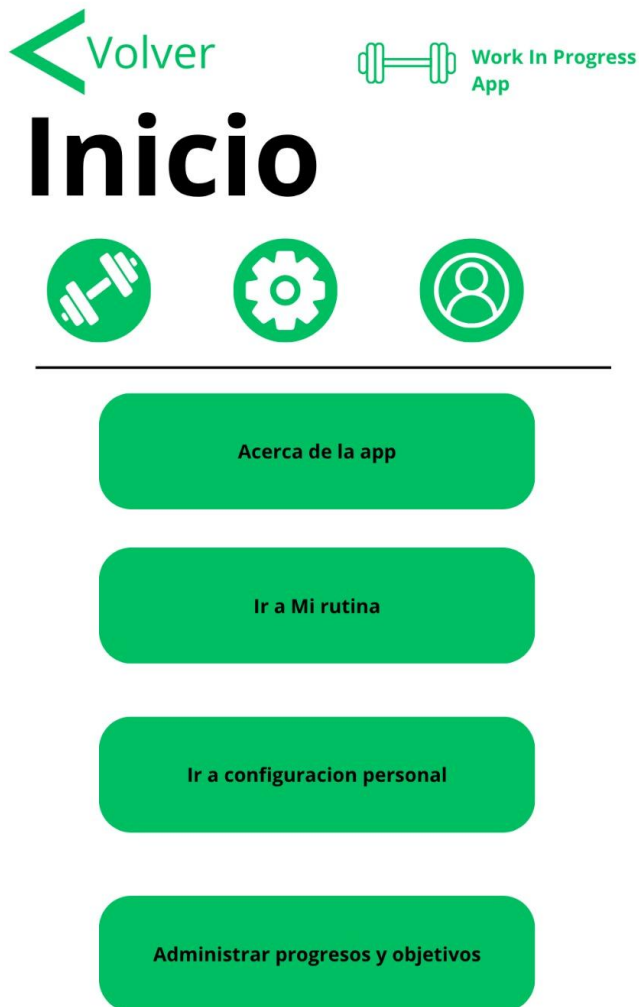 Volver
Work In Progress
App
Inicio
Acerca de la app
Ir a Mi rutina
Ir a configuracion personal
Administrar progresos y objetivos